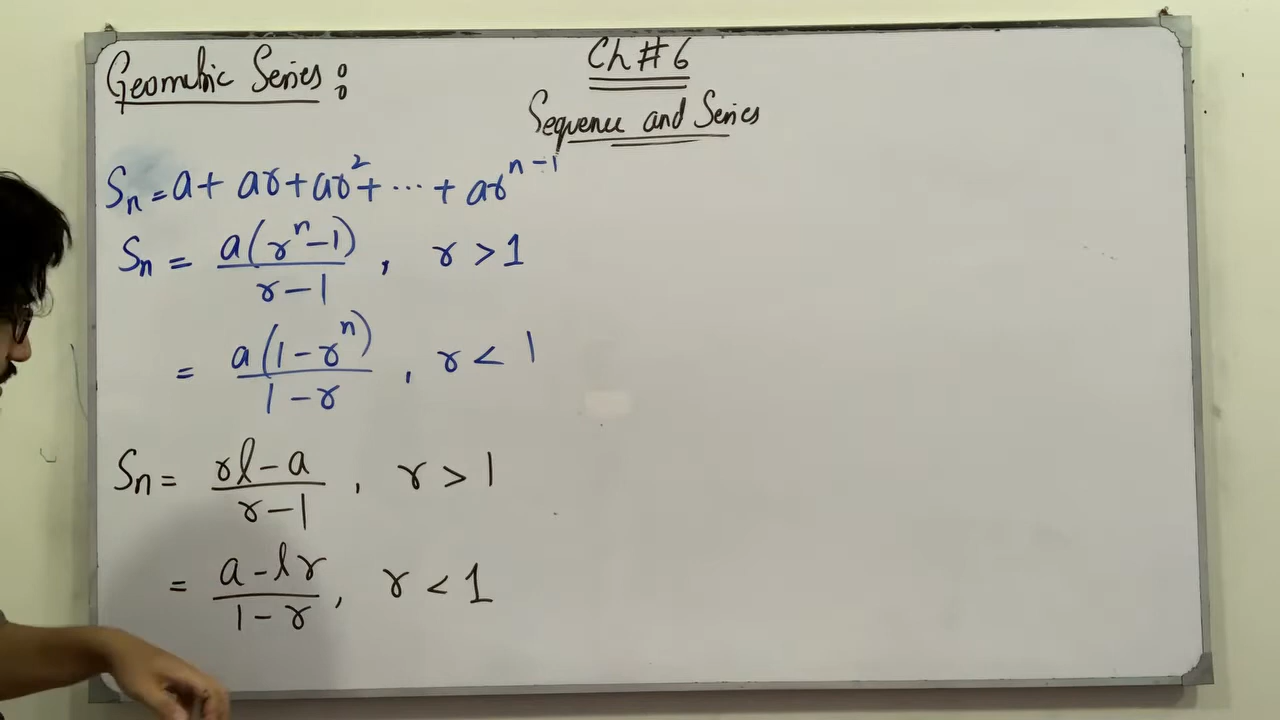 Ch # 6
Sequence and Series
Geometric Series:
Sn = a + ar + ar² + ... + arⁿ⁻¹
Sn = a(rⁿ-1) / r-1 , r > 1
= a(1-rⁿ) / 1-r , r < 1
Sn = rl-a / r-1 , r > 1
= a-lr / 1-r , r < 1